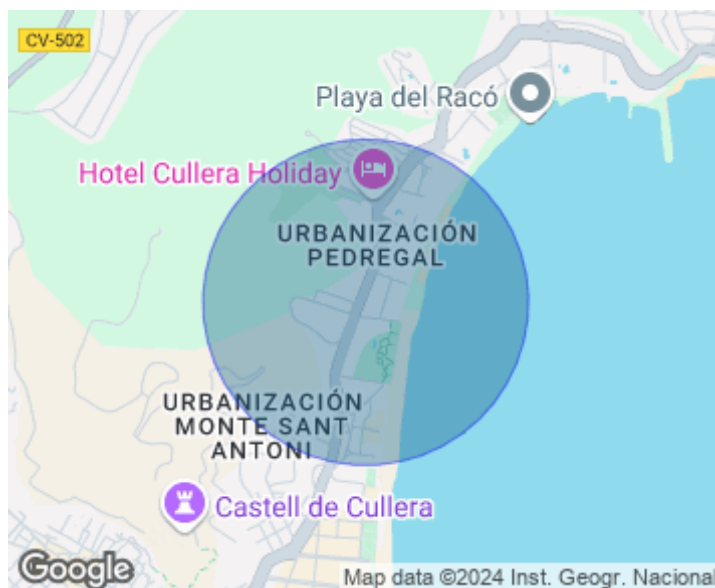 CV-502
Playa del Racó
Hotel Cullera Holiday
URBANIZACIÓN
PEDREGAL
URBANIZACIÓN
MONTE SANT
ANTONI
Castell de Cullera
Google
Map data ©2024 Inst. Geogr. Nacional